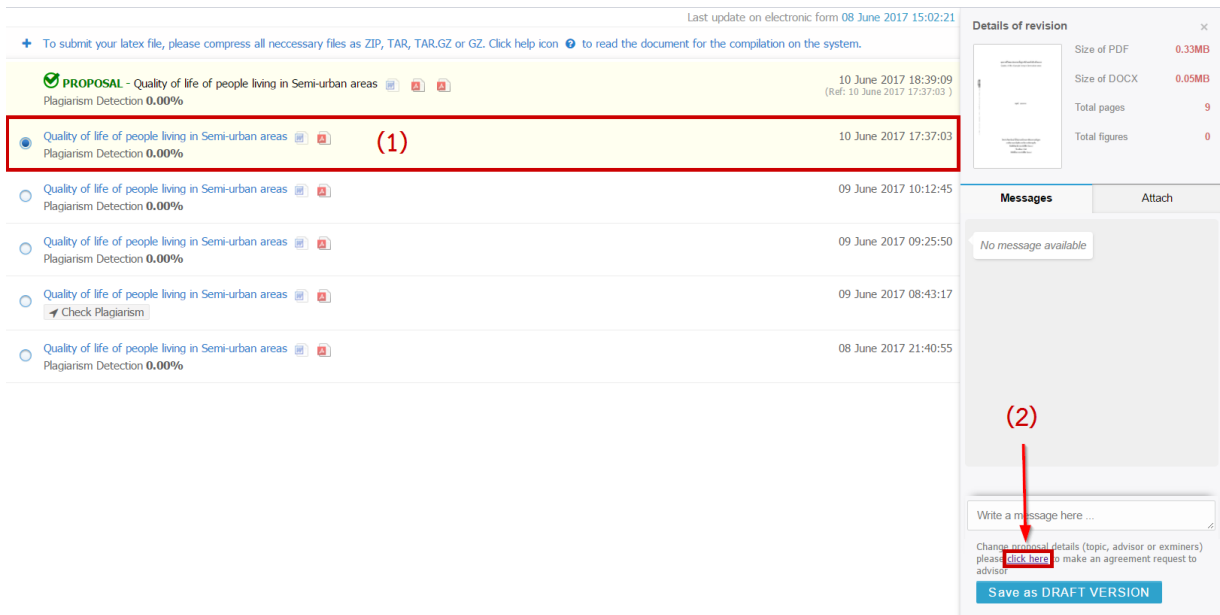 Last update on electronic form 08 June 2017 15:02:21
To submit your latex file, please compress all neccessary files as ZIP, TAR, TAR.GZ or GZ. Click help icon ? to read the document for the compilation on the system.
PROPOSAL - Quality of life of people living in Semi-urban areas
10 June 2017 18:39:09
Plagiarism Detection 0.00%
(Ref: 10 June 2017 17:37:03 )
Quality of life of people living in Semi-urban areas
(1)
10 June 2017 17:37:03
Plagiarism Detection 0.00%
Quality of life of people living in Semi-urban areas
09 June 2017 10:12:45
Plagiarism Detection 0.00%
Quality of life of people living in Semi-urban areas
09 June 2017 09:25:50
Plagiarism Detection 0.00%
Quality of life of people living in Semi-urban areas
09 June 2017 08:43:17
Check Plagiarism
Quality of life of people living in Semi-urban areas
08 June 2017 21:40:55
Plagiarism Detection 0.00%
Details of revision
×
Size of PDF 0.33MB
Size of DOCX 0.05MB
Total pages 9
Total figures 0
Messages
Attach
No message available
(2)
Write a message here ...
Change proposal details (topic, advisor or exminers)
please click here to make an agreement request to
advisor
Save as DRAFT VERSION